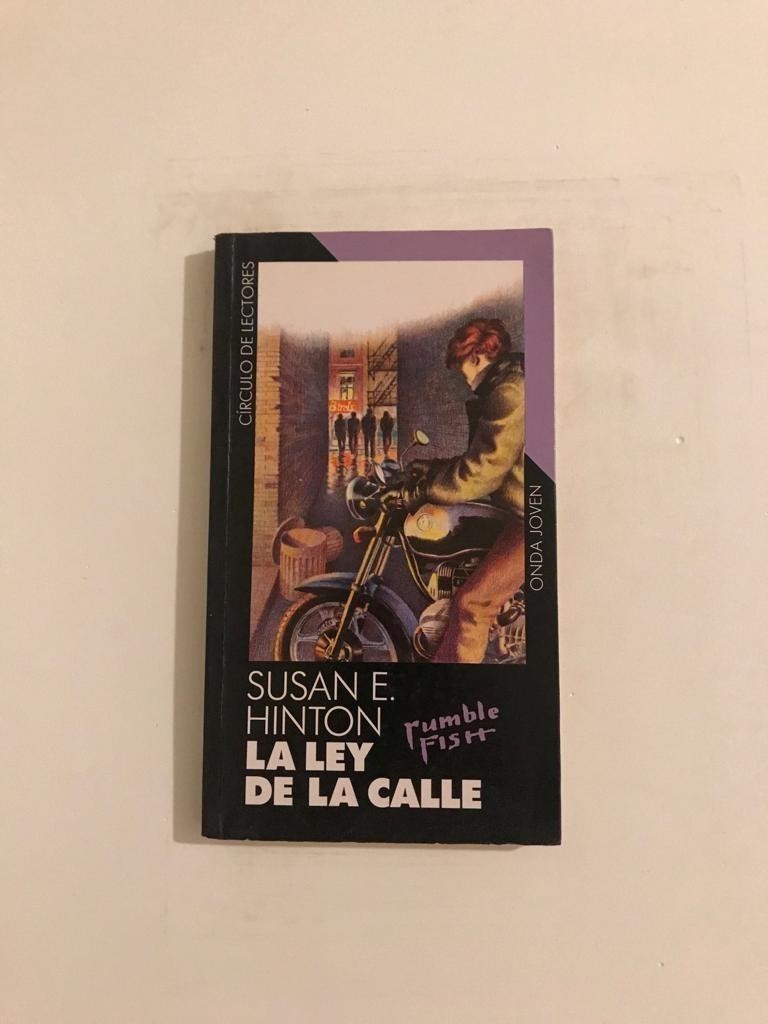 CÍRCULO DE LECTORES
ONDA JOVEN
SUSAN E.
HINTON
rumble
FISH
LA LEY
DE LA CALLE